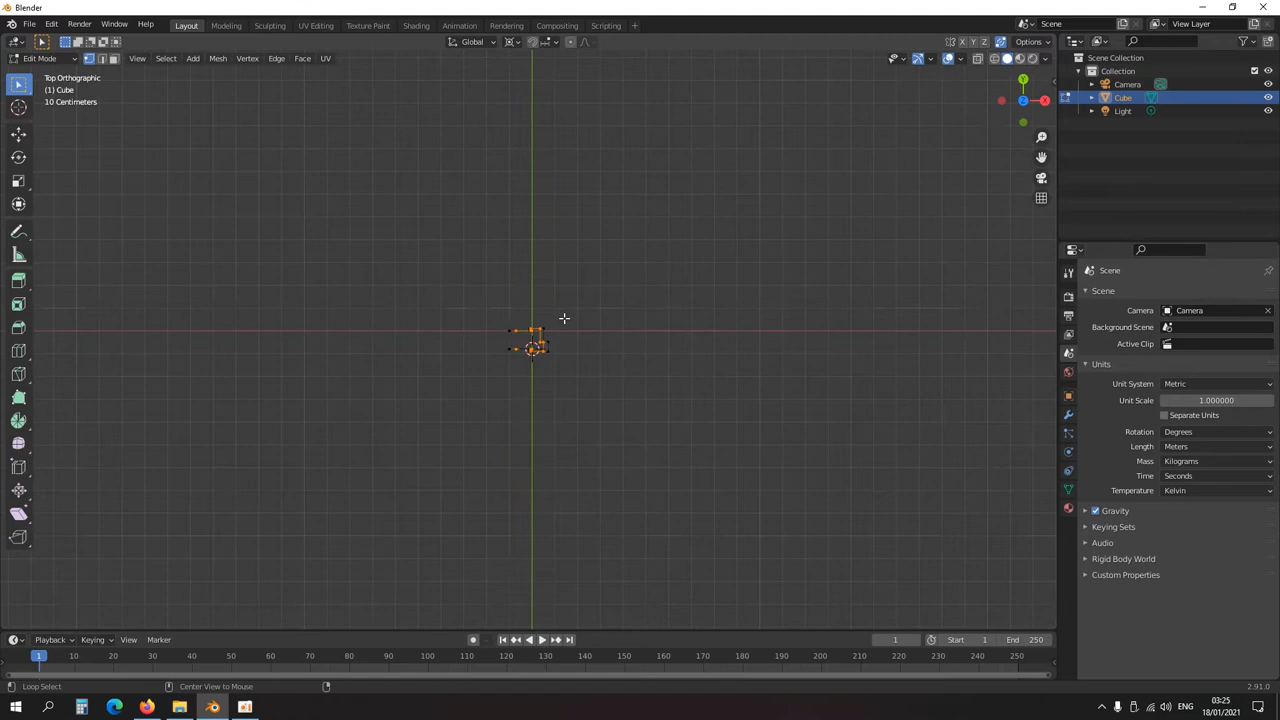 Blender
File Edit Render Window Help Layout Modeling Sculpting UV Editing Texture Paint Shading Animation Rendering Compositing Scripting + Scene View Layer
Global X Y Z Options
Edit Mode View Select Add Mesh Vertex Edge Face UV
Top Orthographic
(1) Cube
10 Centimeters
Y
Z X
Scene Collection
Collection
Camera
Cube
Light
Scene
Scene
Camera Camera
Background Scene
Active Clip
Units
Unit System Metric
Unit Scale 1.000000
Separate Units
Rotation Degrees
Length Meters
Mass Kilograms
Time Seconds
Temperature Kelvin
Gravity
Keying Sets
Audio
Rigid Body World
Custom Properties
Playback Keying View Marker 1 Start 1 End 250
1 10 20 30 40 50 60 70 80 90 100 110 120 130 140 150 160 170 180 190 200 210 220 230 240 250
Loop Select Center View to Mouse 2.91.0
ENG 03:25
18/01/2021